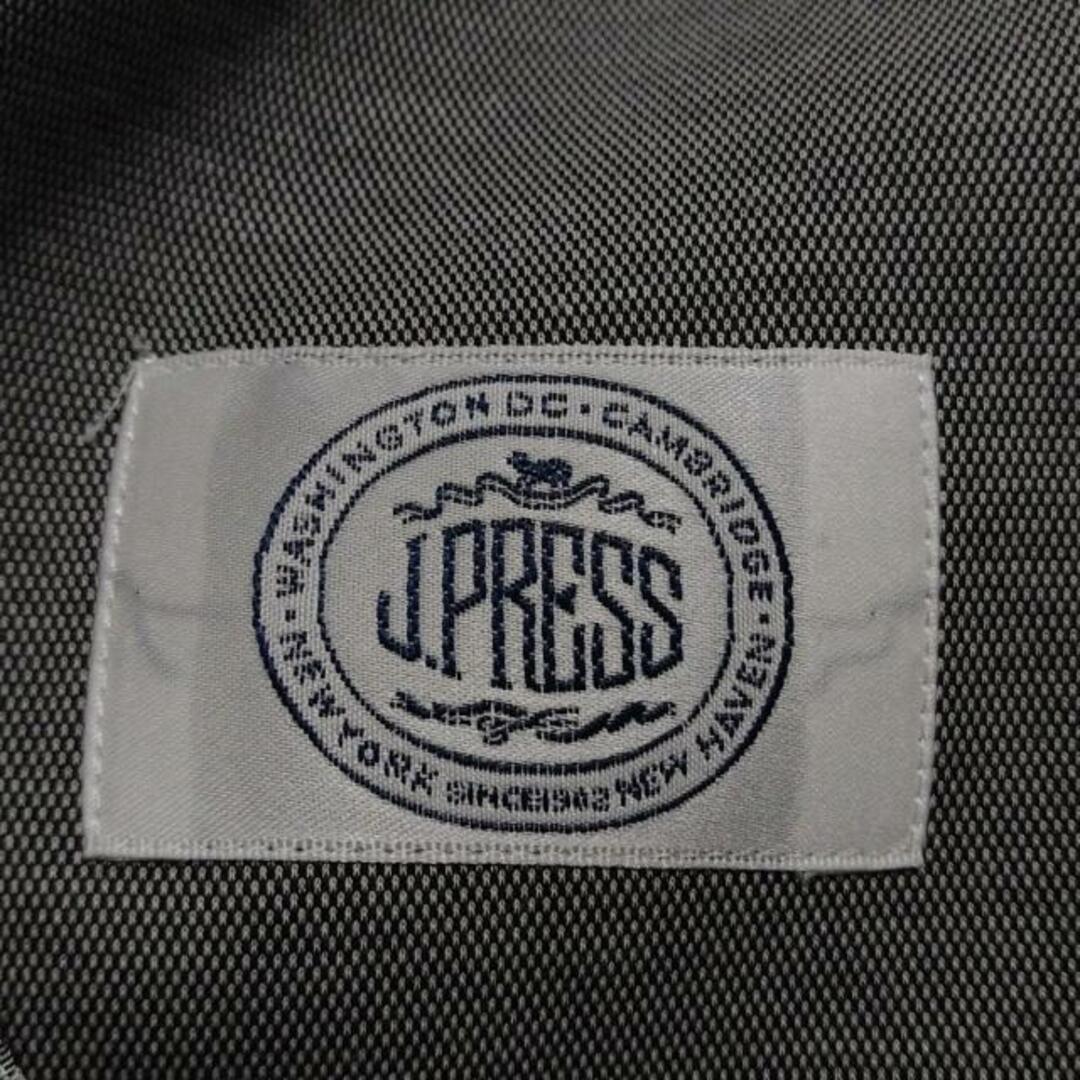 WASHINGTON DC · CAMBRIDGE ·
J.PRESS
· NEW YORK SINCE1902 NEW HAVEN